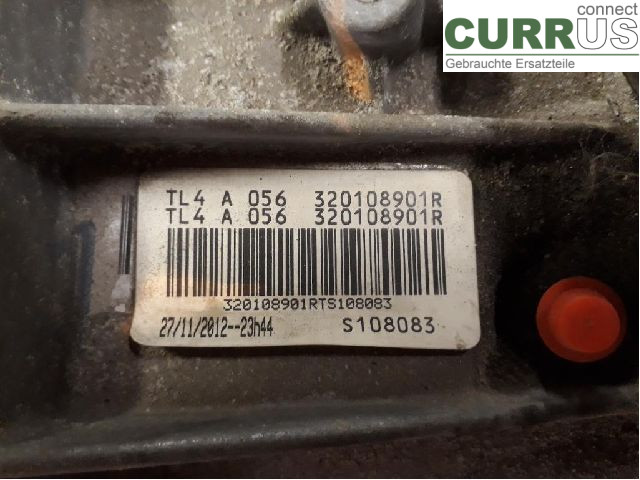 connect
CURRUS
Gebrauchte Ersatzteile
TL4 A 056 320108901R
TL4 A 056 320108901R
320108901RTS108083
27/11/2012--23h44 S108083